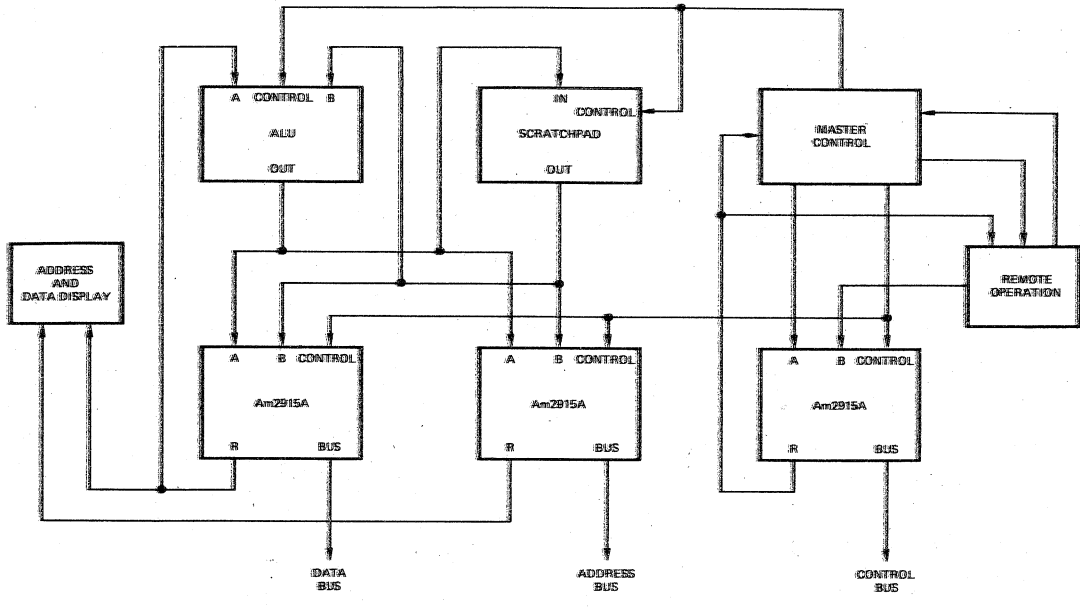 A CONTROL B
ALU
OUT
IN
CONTROL
SCRATCHPAD
OUT
MASTER
CONTROL
ADDRESS
AND
DATA DISPLAY
REMOTE
OPERATION
A B CONTROL
Am2915A
R BUS
A B CONTROL
Am2915A
R BUS
A B CONTROL
Am2915A
R BUS
DATA
BUS
ADDRESS
BUS
CONTROL
BUS